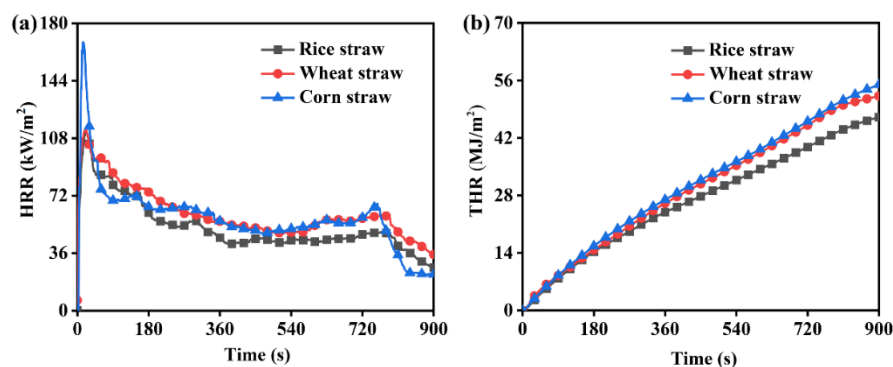 (a)
HRR (kW/m²)
180
144
108
72
36
0
Rice straw
Wheat straw
Corn straw
0 180 360 540 720 900
Time (s)
(b)
THR (MJ/m²)
70
56
42
28
14
0
Rice straw
Wheat straw
Corn straw
0 180 360 540 720 900
Time (s)